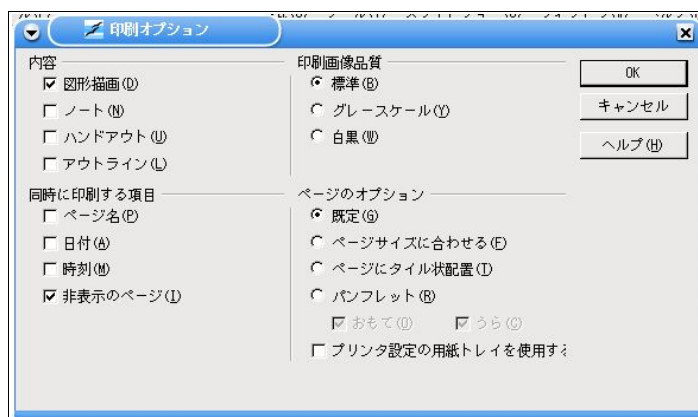 印刷オプション
内容
図形描画(D)
ノート(N)
ハンドアウト(U)
アウトライン(L)
印刷画像品質
標準(B)
グレースケール(Y)
白黒(W)
OK
キャンセル
ヘルプ(H)
同時に印刷する項目
ページ名(P)
日付(A)
時刻(M)
非表示のページ(I)
ページのオプション
既定(G)
ページサイズに合わせる(F)
ページにタイル状配置(T)
パンフレット(R)
おもて(O)
うら(C)
プリンタ設定の用紙トレイを使用する